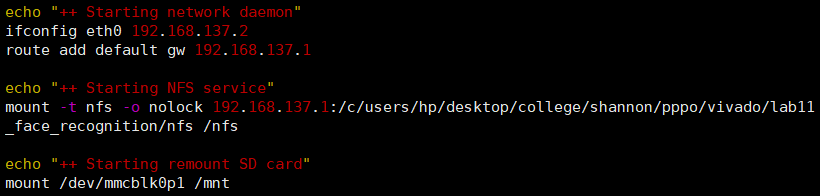 echo "++ Starting network daemon"
ifconfig eth0 192.168.137.2
route add default gw 192.168.137.1
echo "++ Starting NFS service"
mount -t nfs -o nolock 192.168.137.1:/c/users/hp/desktop/college/shannon/pppo/vivado/lab11
_face_recognition/nfs /nfs
echo "++ Starting remount SD card"
mount /dev/mmcblk0p1 /mnt